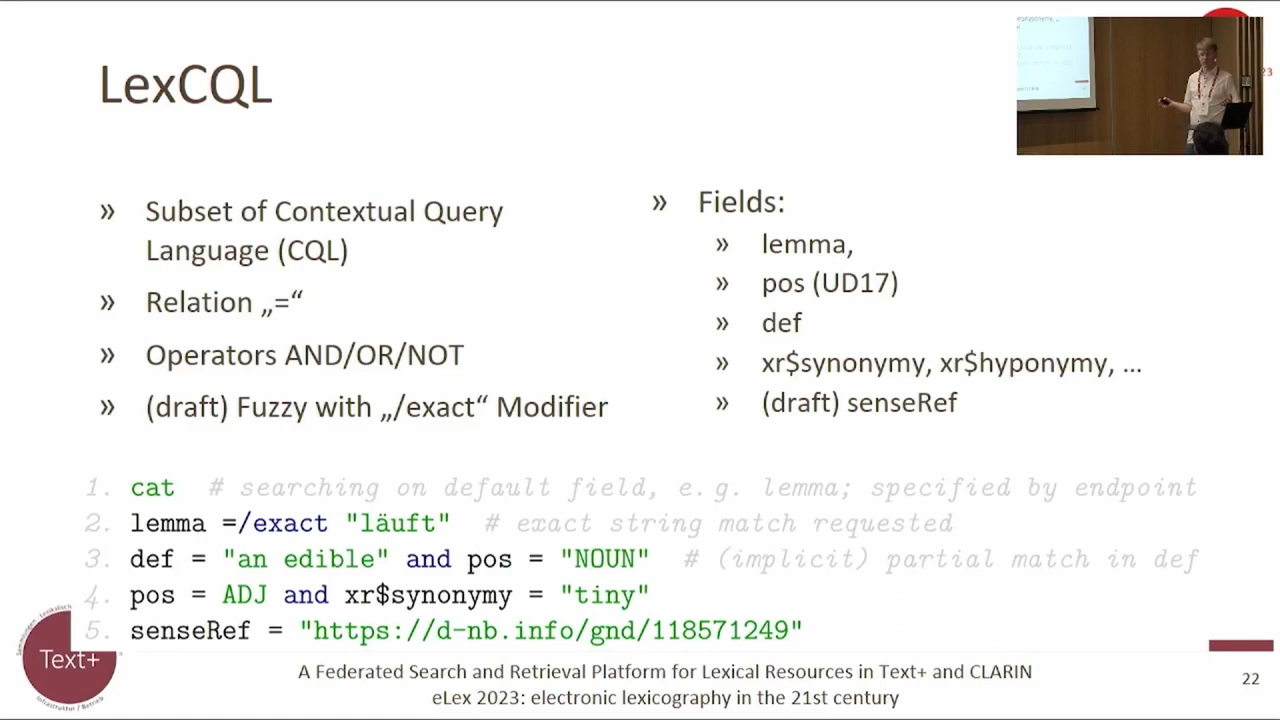 LexCQL
» Subset of Contextual Query
Language (CQL)
» Relation „=“
» Operators AND/OR/NOT
» (draft) Fuzzy with „/exact“ Modifier
» Fields:
» lemma,
» pos (UD17)
» def
» xr$synonymy, xr$hyponymy, ...
» (draft) senseRef
1. cat # searching on default field, e.g. lemma; specified by endpoint
2. lemma =/exact "läuft" # exact string match requested
3. def = "an edible" and pos = "NOUN" # (implicit) partial match in def
4. pos = ADJ and xr$synonymy = "tiny"
5. senseRef = "https://d-nb.info/gnd/118571249"
Text+
A Federated Search and Retrieval Platform for Lexical Resources in Text+ and CLARIN
eLex 2023: electronic lexicography in the 21st century
22